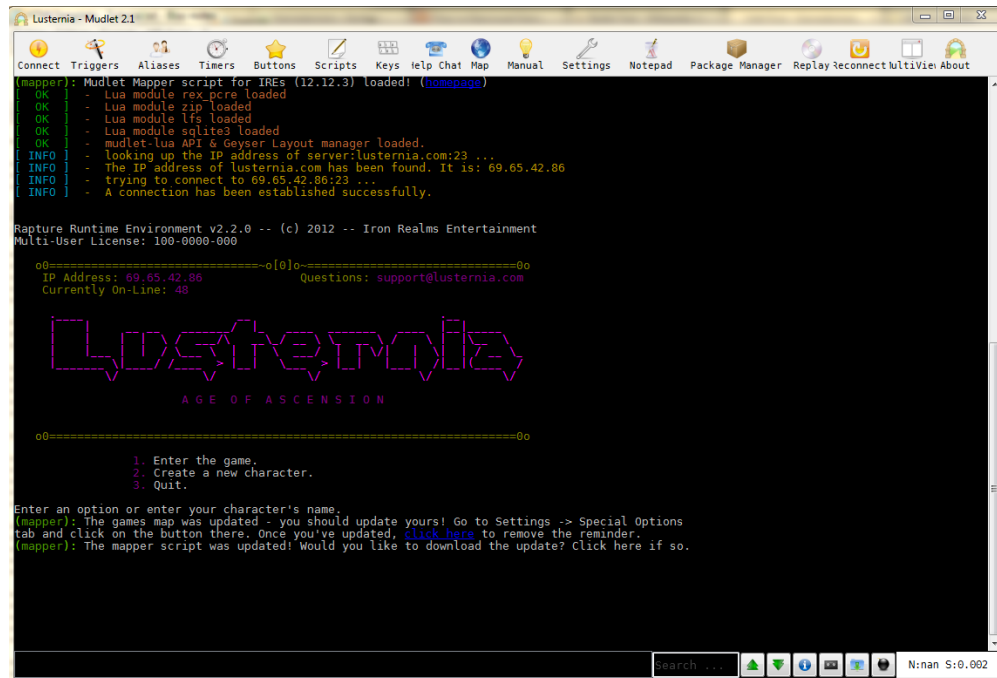 Lusternia - Mudlet 2.1
Connect Triggers Aliases Timers Buttons Scripts Keys Help Chat Map Manual Settings Notepad Package Manager Replay Reconnect MultiView About
(mapper): Mudlet Mapper script for IREs (12.12.3) loaded! (homepage)
[ OK ] - Lua module rex_pcre loaded
[ OK ] - Lua module zip loaded
[ OK ] - Lua module lfs loaded
[ OK ] - Lua module sqlite3 loaded
[ OK ] - mudlet-lua API & Geyser Layout manager loaded.
[ INFO ] - looking up the IP address of server:lusternia.com:23 ...
[ INFO ] - The IP address of lusternia.com has been found. It is: 69.65.42.86
[ INFO ] - trying to connect to 69.65.42.86:23 ...
[ INFO ] - A connection has been established successfully.
Rapture Runtime Environment v2.2.0 -- (c) 2012 -- Iron Realms Entertainment
Multi-User License: 100-0000-000
IP Address: 69.65.42.86 Questions: support@lusternia.com
Currently On-Line: 48
Lusternia
AGE OF ASCENSION
1. Enter the game.
2. Create a new character.
3. Quit.
Enter an option or enter your character's name.
(mapper): The games map was updated - you should update yours! Go to Settings -> Special Options
tab and click on the button there. Once you've updated, click here to remove the reminder.
(mapper): The mapper script was updated! Would you like to download the update? Click here if so.
Search ... N:nan S:0.002